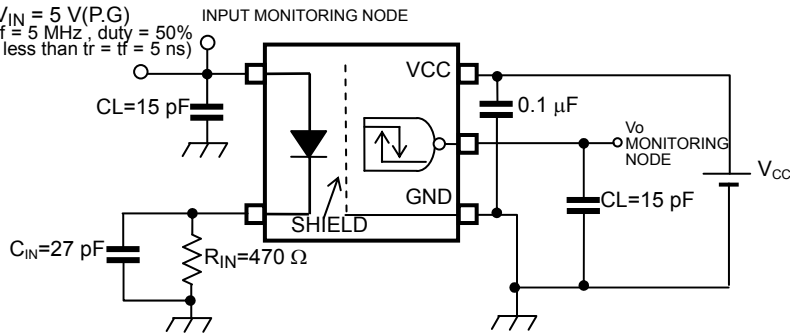 V_IN = 5 V(P.G)
f = 5 MHz , duty = 50%
less than tr = tf = 5 ns)
INPUT MONITORING NODE
CL=15 pF
VCC
0.1 μF
Vo
MONITORING
NODE
V_CC
GND
CL=15 pF
SHIELD
C_IN=27 pF
R_IN=470 Ω